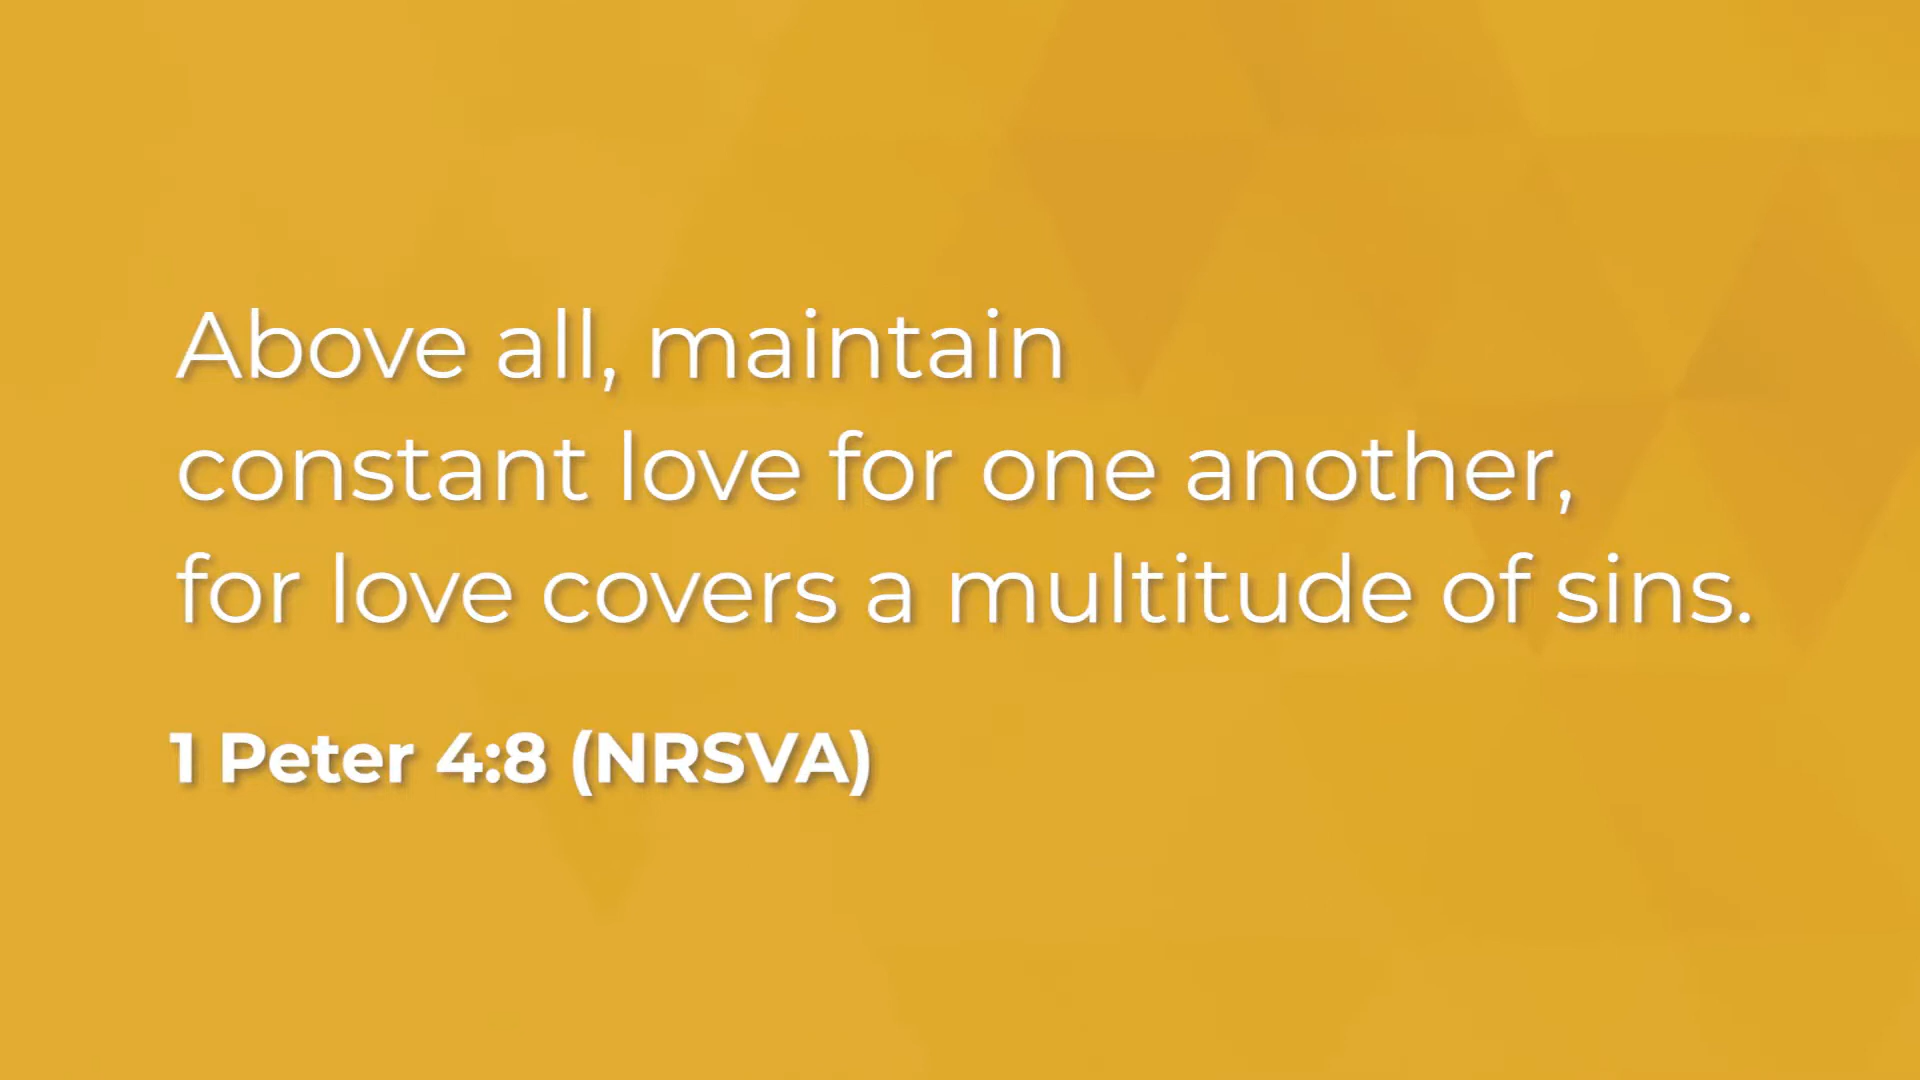 Above all, maintain
constant love for one another,
for love covers a multitude of sins.
1 Peter 4:8 (NRSVA)